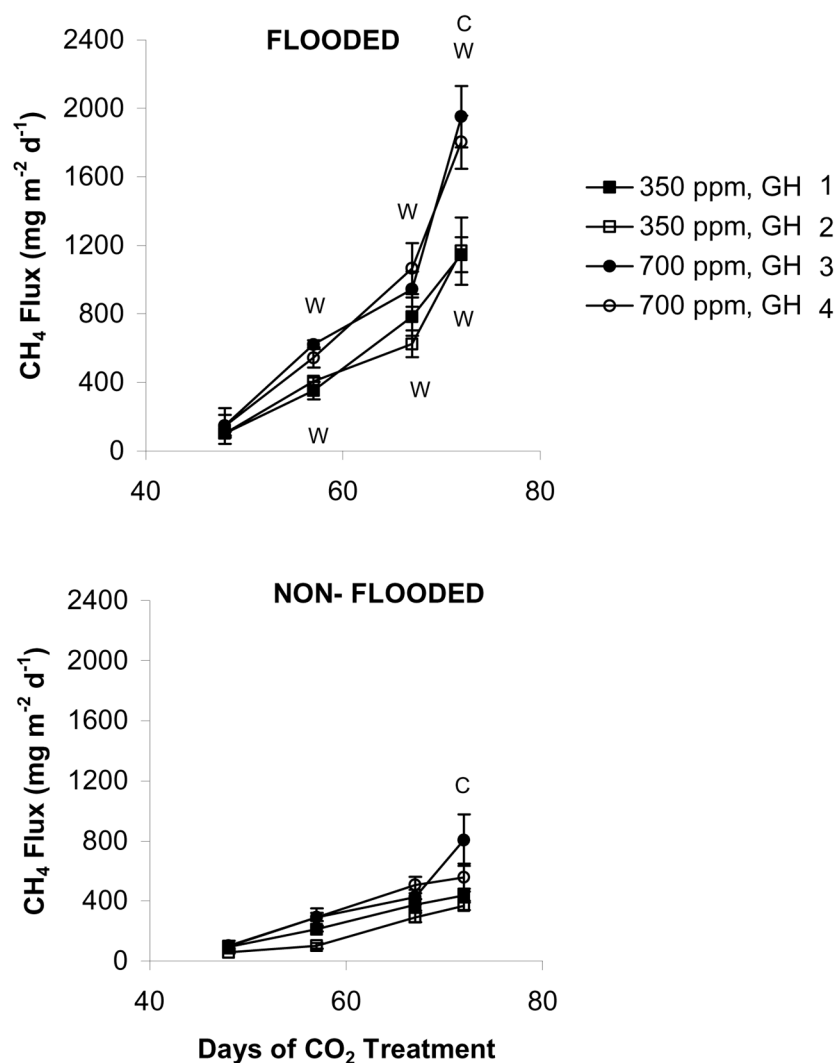 FLOODED
C
W
2400
2000
1600
1200
800
400
0
W
W
W
W
W
40 60 80
CH₄ Flux (mg m⁻² d⁻¹)
350 ppm, GH 1
350 ppm, GH 2
700 ppm, GH 3
700 ppm, GH 4
NON- FLOODED
2400
2000
1600
1200
800
400
0
C
40 60 80
CH₄ Flux (mg m⁻² d⁻¹)
Days of CO₂ Treatment